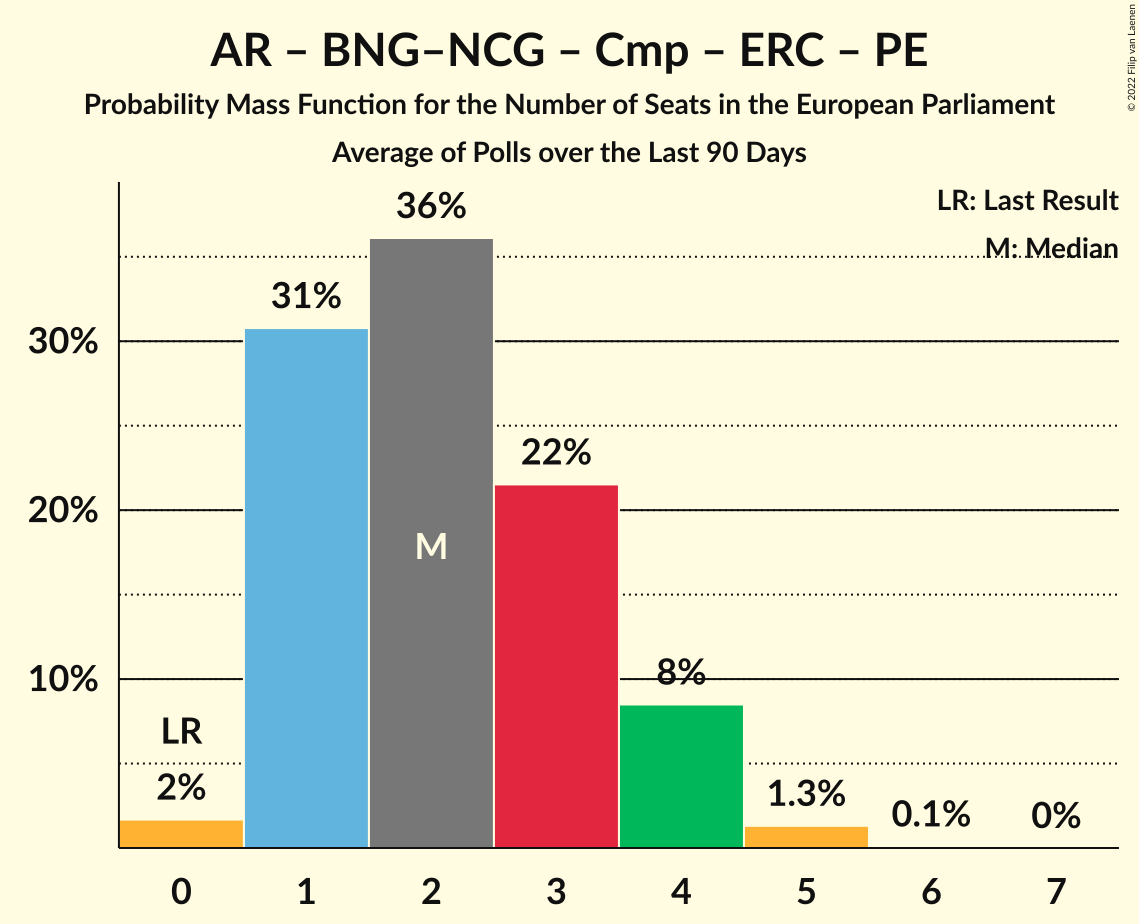 AR – BNG–NCG – Cmp – ERC – PE
Probability Mass Function for the Number of Seats in the European Parliament
Average of Polls over the Last 90 Days
© 2022 Filip van Laenen
LR: Last Result
M: Median
36%
31%
30%
22%
20%
M
10%
8%
LR
2%
1.3%
0.1%
0%
0 1 2 3 4 5 6 7